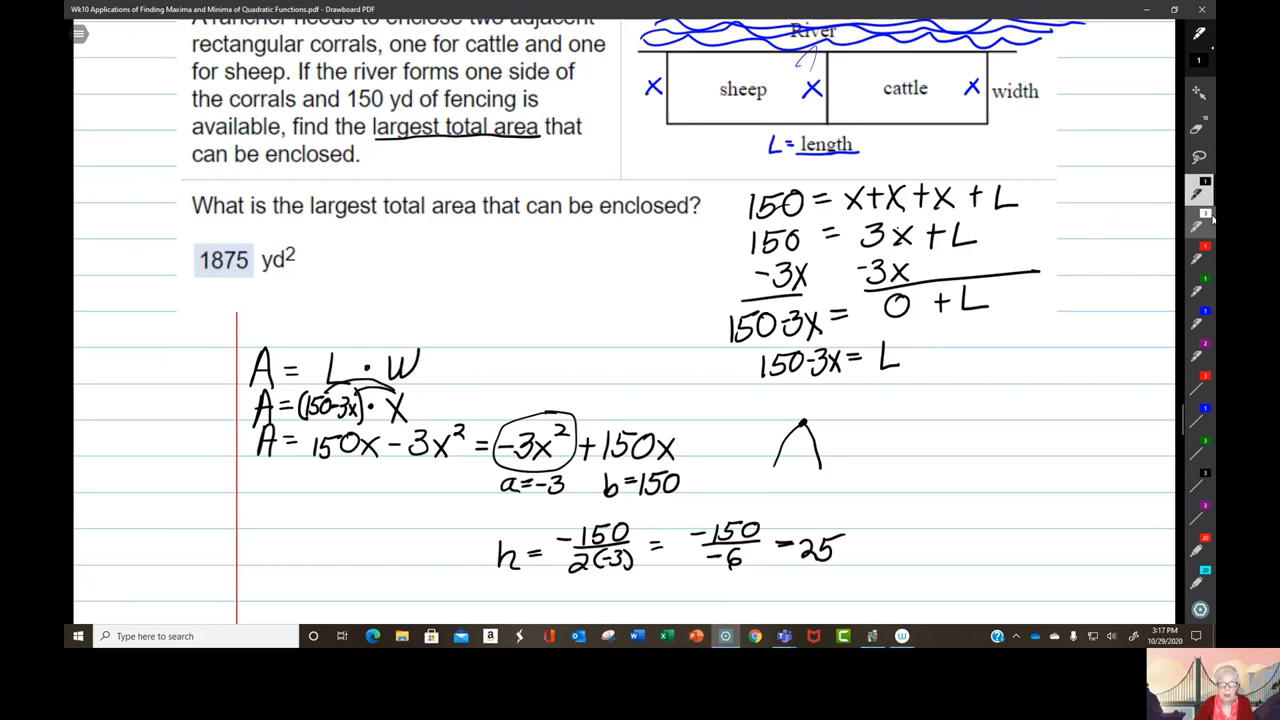 Wk10 Applications of Finding Maxima and Minima of Quadratic Functions.pdf - Drawboard PDF
A rancher needs to enclose two adjacent
rectangular corrals, one for cattle and one
for sheep. If the river forms one side of
the corrals and 150 yd of fencing is
available, find the largest total area that
can be enclosed.
River
X sheep X cattle X width
L = length
What is the largest total area that can be enclosed?
1875 yd²
150 = x+x+x + L
150 = 3x + L
-3x -3x
150-3x = 0 + L
150-3x = L
A = L · W
A = (150-3x) · X
A = 150x - 3x² = -3x² + 150x
a=-3 b=150
h = -150/2(-3) = -150/-6 = 25
Type here to search
3:17 PM
10/29/2020